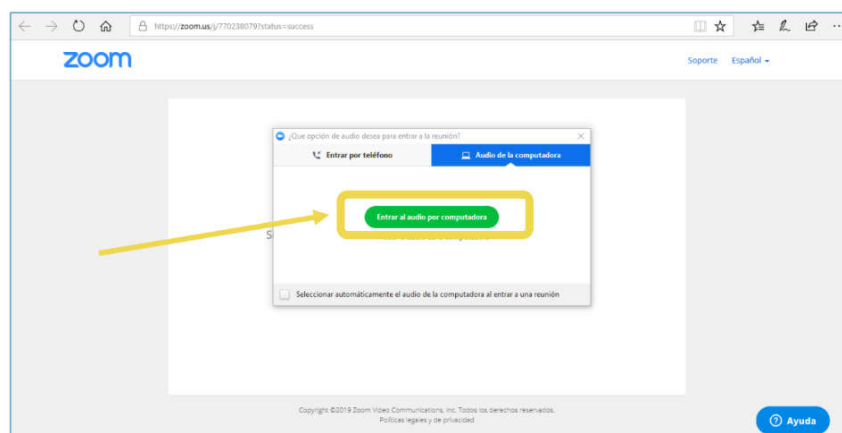 https://zoom.us/j/770238079?status=success
zoom
Soporte Español
¿Que opción de audio desea para entrar a la reunión?
Entrar por teléfono Audio de la computadora
Entrar al audio por computadora
S
Seleccionar automáticamente el audio de la computadora al entrar a una reunión
Copyright ©2019 Zoom Video Communications, Inc. Todos los derechos reservados.
Políticas legales y de privacidad
Ayuda